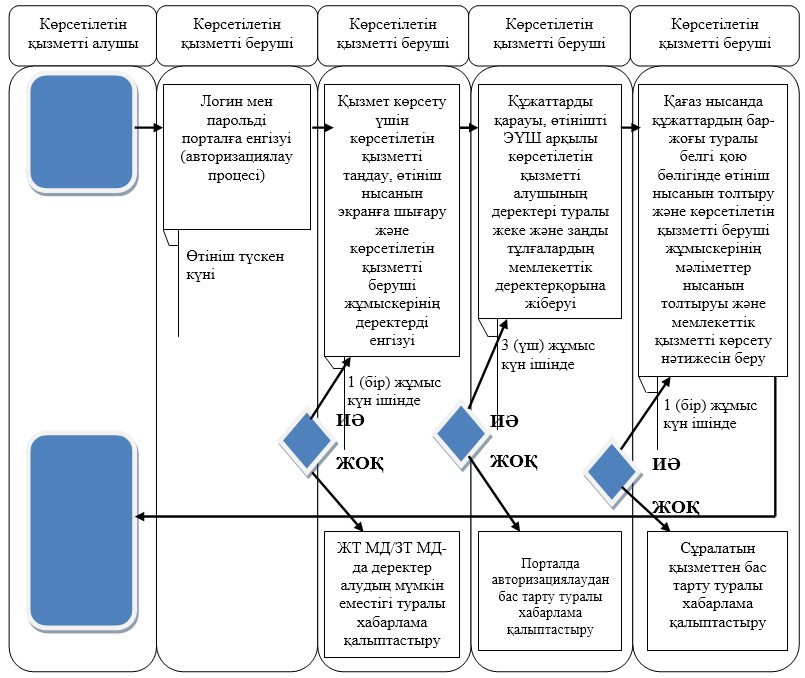 Көрсетілетін
қызметті алушы
Көрсетілетін
қызметті беруші
Көрсетілетін
қызметті беруші
Көрсетілетін
қызметті беруші
Көрсетілетін
қызметті беруші
Логин мен
парольді
порталға енгізуі
(авторизациялау
процесі)
Өтініш түскен
күні
Қызмет көрсету
үшін
көрсетілетін
қызметті
таңдау, өтініш
нысанын
экранға шығару
және
көрсетілетін
қызметті
беруші
жұмыскерінің
деректерді
енгізуі
1 (бір) жұмыс
күн ішінде
ИӘ
ЖОҚ
ЖТ МД/ЗТ МД-
да деректер
алудың мүмкін
еместігі туралы
хабарлама
қалыптастыру
Құжаттарды
қарауы, өтінішті
ЭҮШ арқылы
көрсетілетін
қызметті
алушының
деректері туралы
жеке және заңды
тұлғалардың
мемлекеттік
деректерқорына
жіберуі
3 (үш) жұмыс
күн ішінде
ИӘ
ЖОҚ
Порталда
авторизациялаудан
бас тарту туралы
хабарлама
қалыптастыру
Қағаз нысанда
құжаттардың бар-
жоғы туралы
белгі қою
бөлігінде өтініш
нысанын толтыру
және көрсетілетін
қызметті беруші
жұмыскерінің
мәліметтер
нысанын
толтыруы және
мемлекеттік
қызметті көрсету
нәтижесін беру
1 (бір) жұмыс
күн ішінде
ИӘ
ЖОҚ
Сұралатын
қызметтен бас
тарту туралы
хабарлама
қалыптастыру